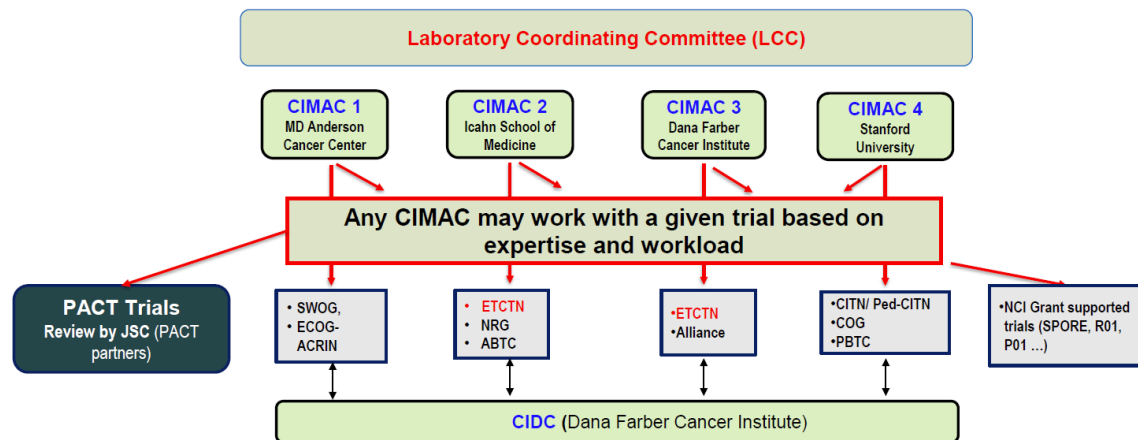 Laboratory Coordinating Committee (LCC)
CIMAC 1
MD Anderson
Cancer Center
CIMAC 2
Icahn School of
Medicine
CIMAC 3
Dana Farber
Cancer Institute
CIMAC 4
Stanford
University
Any CIMAC may work with a given trial based on
expertise and workload
PACT Trials
Review by JSC (PACT
partners)
• SWOG,
• ECOG-
ACRIN
• ETCTN
• NRG
• ABTC
•ETCTN
•Alliance
•CITN/ Ped-CITN
•COG
•PBTC
•NCI Grant supported
trials (SPORE, R01,
P01 ...)
CIDC (Dana Farber Cancer Institute)